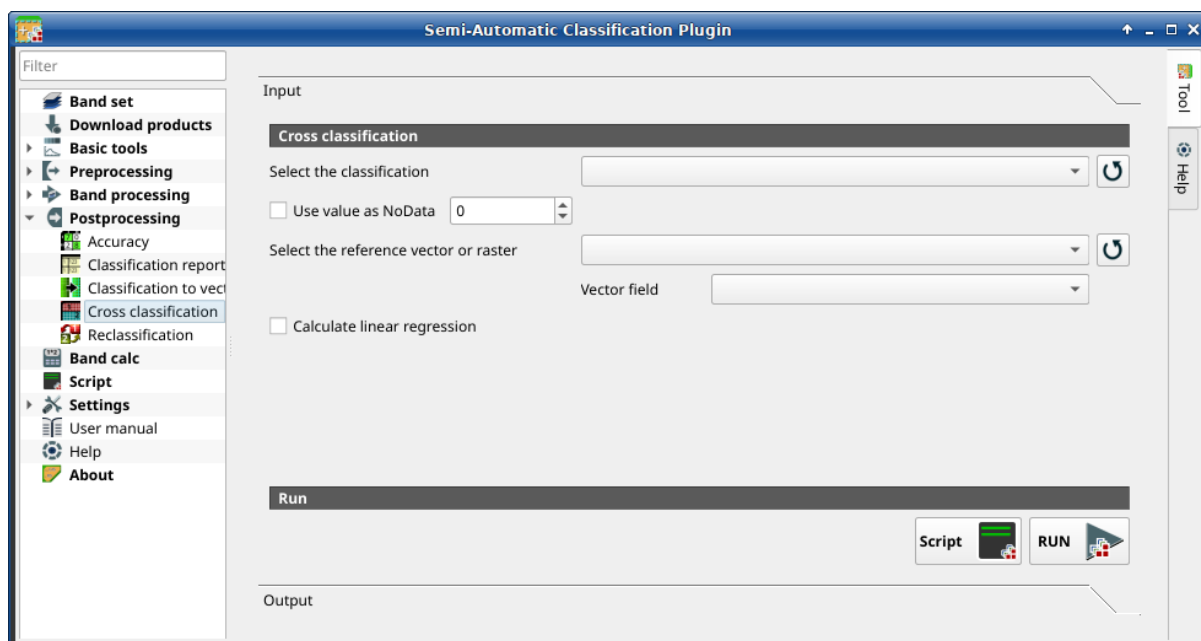 Semi-Automatic Classification Plugin
Filter
Band set
Download products
Basic tools
Preprocessing
Band processing
Postprocessing
Accuracy
Classification report
Classification to vect
Cross classification
Reclassification
Band calc
Script
Settings
User manual
Help
About
Input
Cross classification
Select the classification
Use value as NoData 0
Select the reference vector or raster
Vector field
Calculate linear regression
Run
Script RUN
Output
Tool
Help